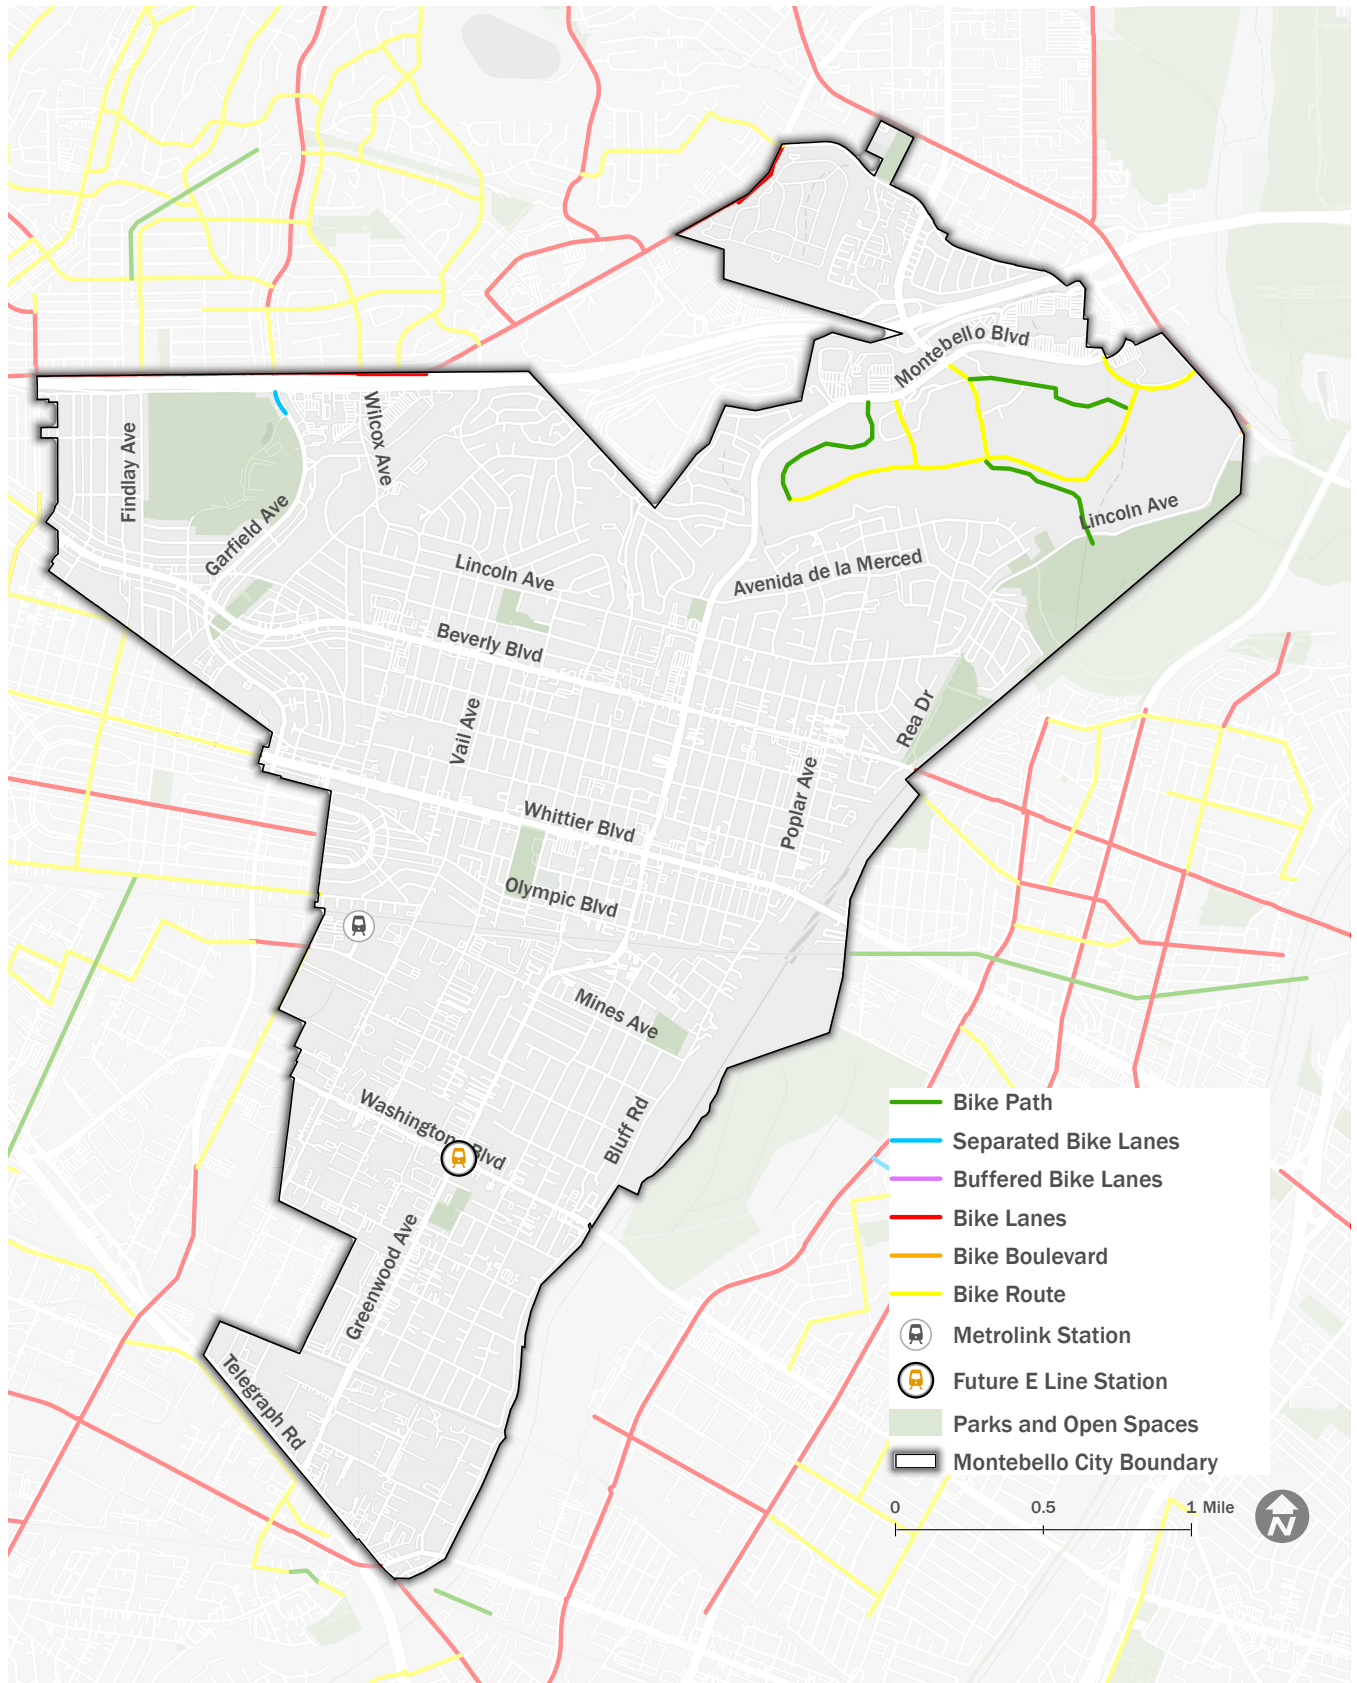 Montebello Blvd
Wilcox Ave
Findlay Ave
Garfield Ave
Lincoln Ave
Lincoln Ave
Avenida de la Merced
Beverly Blvd
Vail Ave
Rea Dr
Poplar Ave
Whittier Blvd
Olympic Blvd
Mines Ave
Washington Blvd
Bluff Rd
Greenwood Ave
Telegraph Rd
Bike Path
Separated Bike Lanes
Buffered Bike Lanes
Bike Lanes
Bike Boulevard
Bike Route
Metrolink Station
Future E Line Station
Parks and Open Spaces
Montebello City Boundary
0 0.5 1 Mile
N